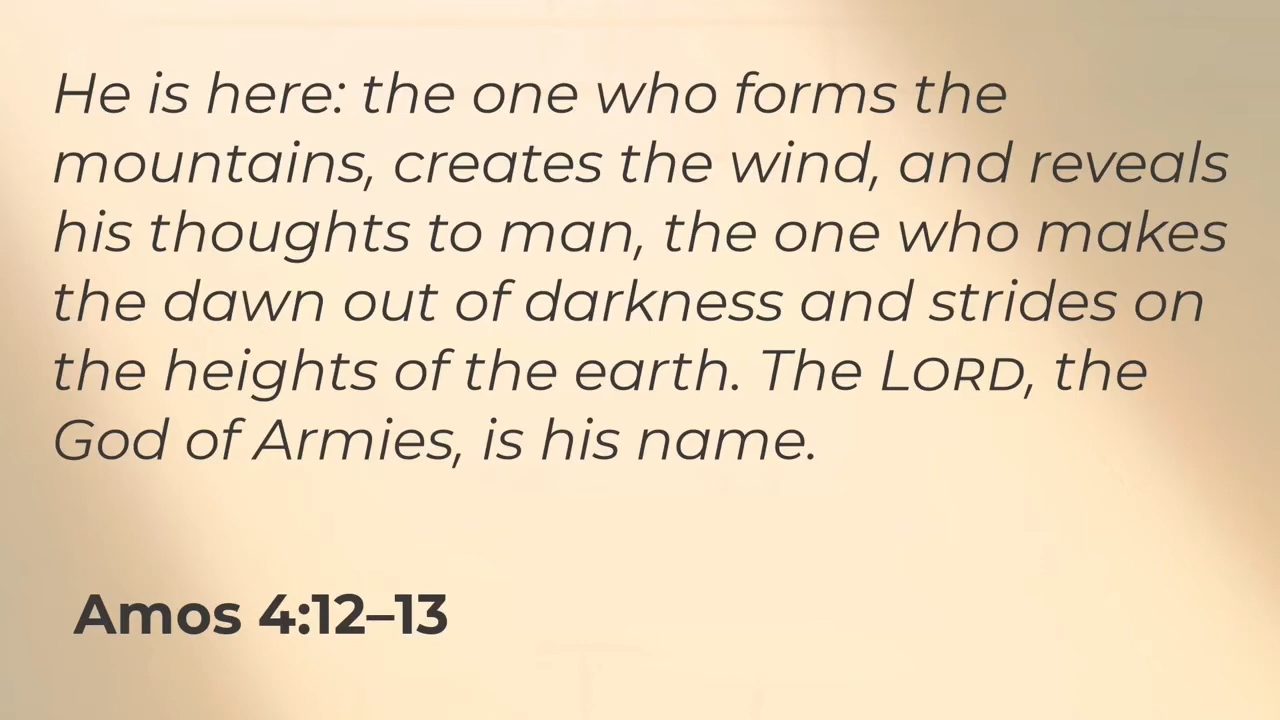 He is here: the one who forms the
mountains, creates the wind, and reveals
his thoughts to man, the one who makes
the dawn out of darkness and strides on
the heights of the earth. The LORD, the
God of Armies, is his name.
Amos 4:12–13